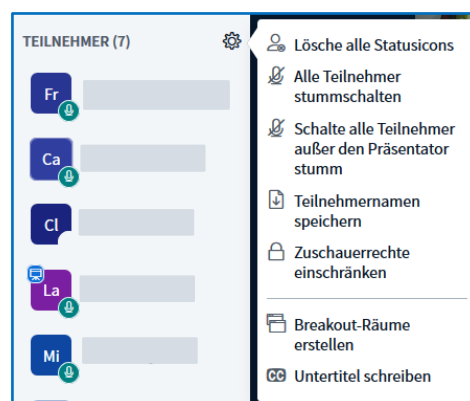 TEILNEHMER (7)
Fr
Ca
Cl
La
Mi
Lösche alle Statusicons
Alle Teilnehmer
stummschalten
Schalte alle Teilnehmer
außer den Präsentator
stumm
Teilnehmernamen
speichern
Zuschauerrechte
einschränken
Breakout-Räume
erstellen
CC Untertitel schreiben